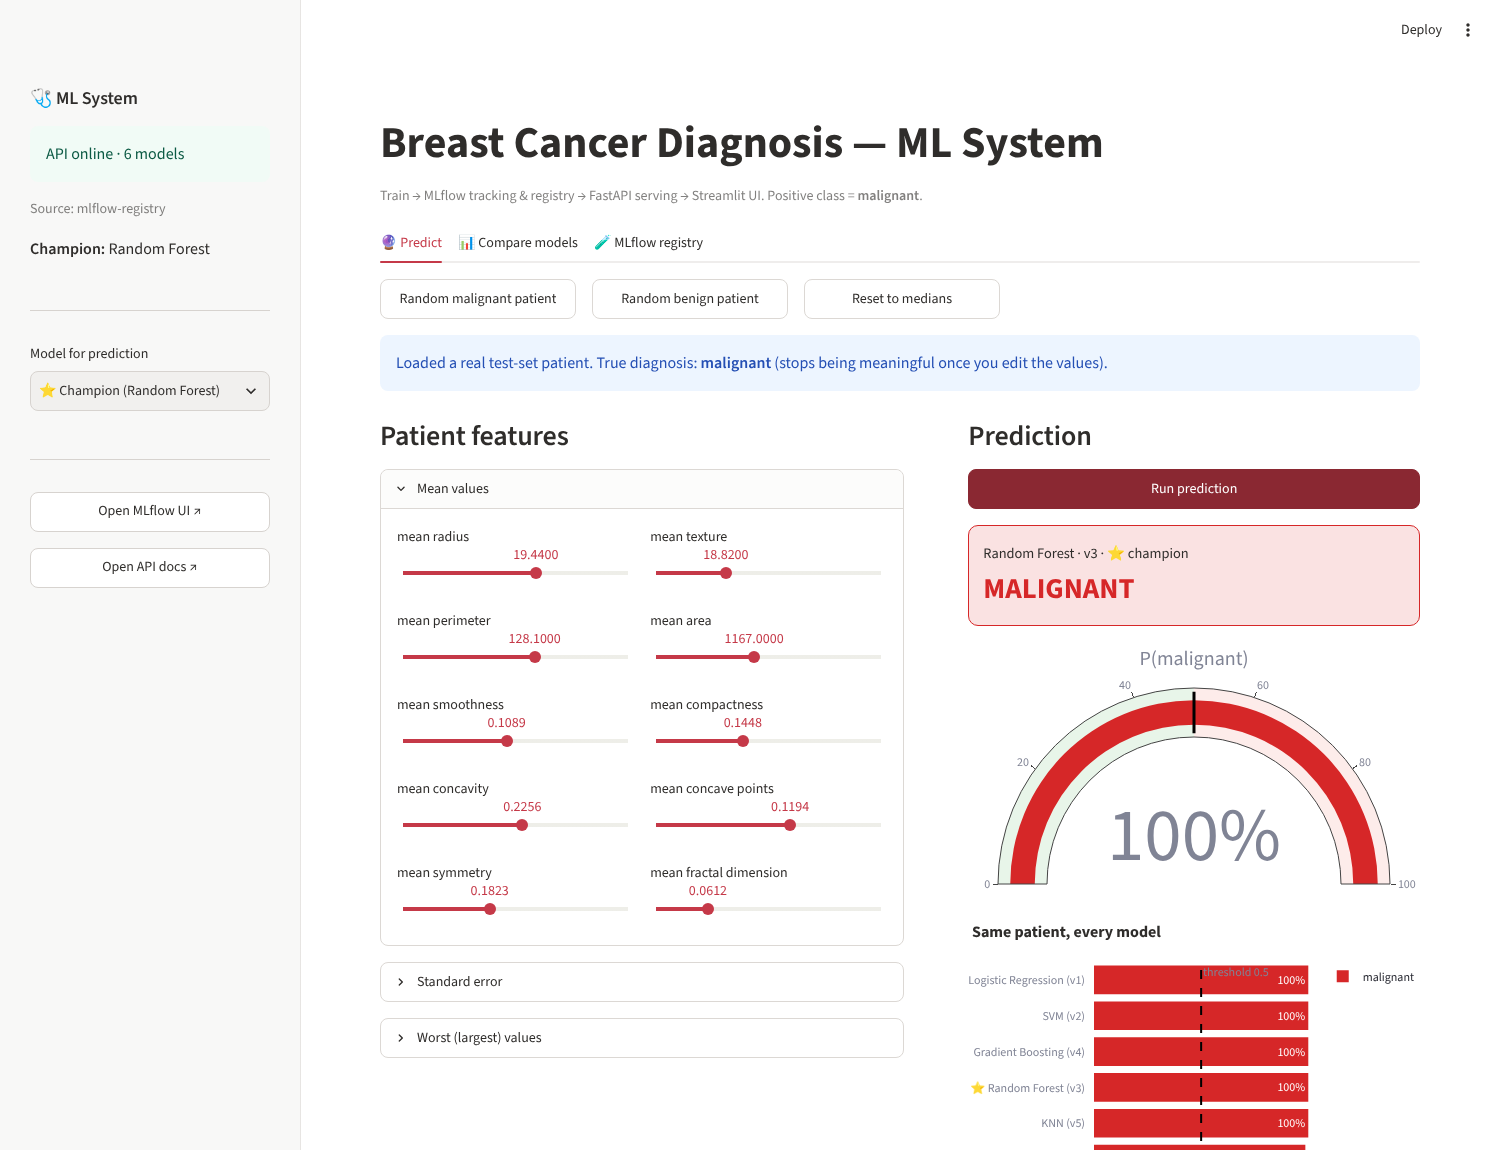 Deploy
🩺 ML System
API online · 6 models
Source: mlflow-registry
Champion: Random Forest
Model for prediction
⭐ Champion (Random Forest)
Open MLflow UI ↗
Open API docs ↗
Breast Cancer Diagnosis — ML System
Train → MLflow tracking & registry → FastAPI serving → Streamlit UI. Positive class = malignant.
🔮 Predict 📊 Compare models 🧪 MLflow registry
Random malignant patient Random benign patient Reset to medians
Loaded a real test-set patient. True diagnosis: malignant (stops being meaningful once you edit the values).
Patient features
Mean values
mean radius mean texture
19.4400 18.8200
mean perimeter mean area
128.1000 1167.0000
mean smoothness mean compactness
0.1089 0.1448
mean concavity mean concave points
0.2256 0.1194
mean symmetry mean fractal dimension
0.1823 0.0612
Standard error
Worst (largest) values
Prediction
Run prediction
Random Forest · v3 · ⭐ champion
MALIGNANT
P(malignant)
0 20 40 60 80 100
100%
Same patient, every model
threshold 0.5
Logistic Regression (v1) 100% malignant
SVM (v2) 100%
Gradient Boosting (v4) 100%
⭐ Random Forest (v3) 100%
KNN (v5) 100%